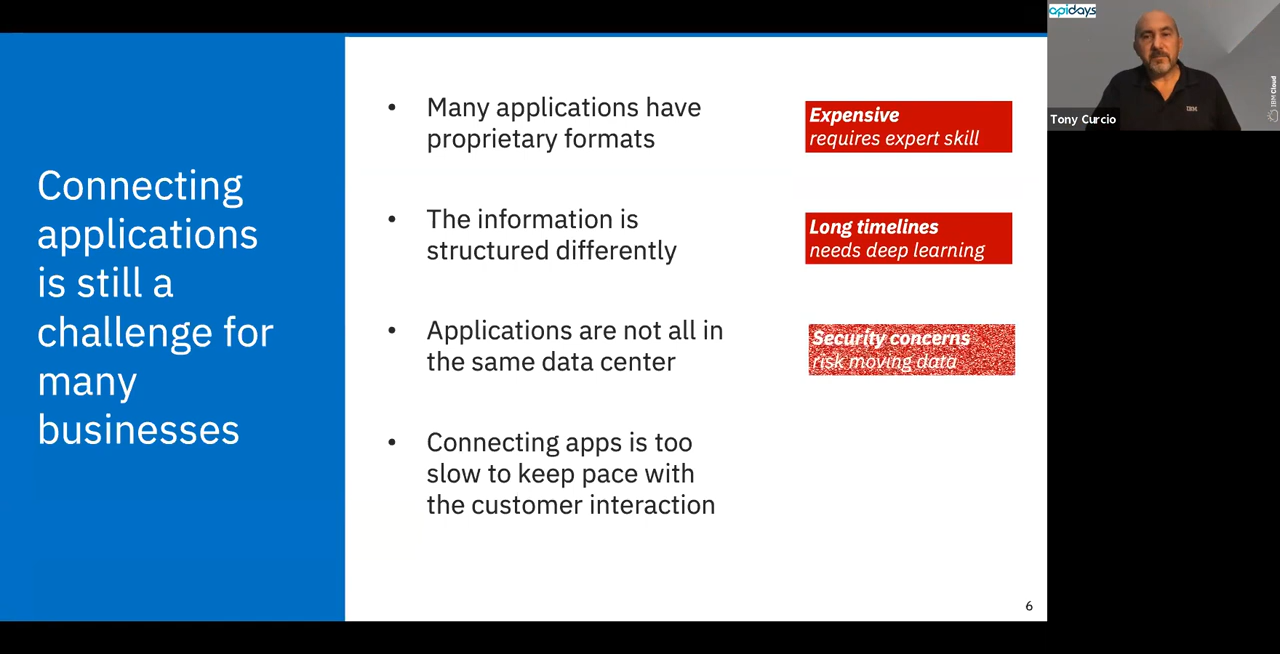 Connecting
applications
is still a
challenge for
many
businesses
• Many applications have
proprietary formats
Expensive
requires expert skill
• The information is
structured differently
Long timelines
needs deep learning
• Applications are not all in
the same data center
Security concerns
risk moving data
• Connecting apps is too
slow to keep pace with
the customer interaction
6
apidays
IBM
IBM Cloud
Tony Curcio